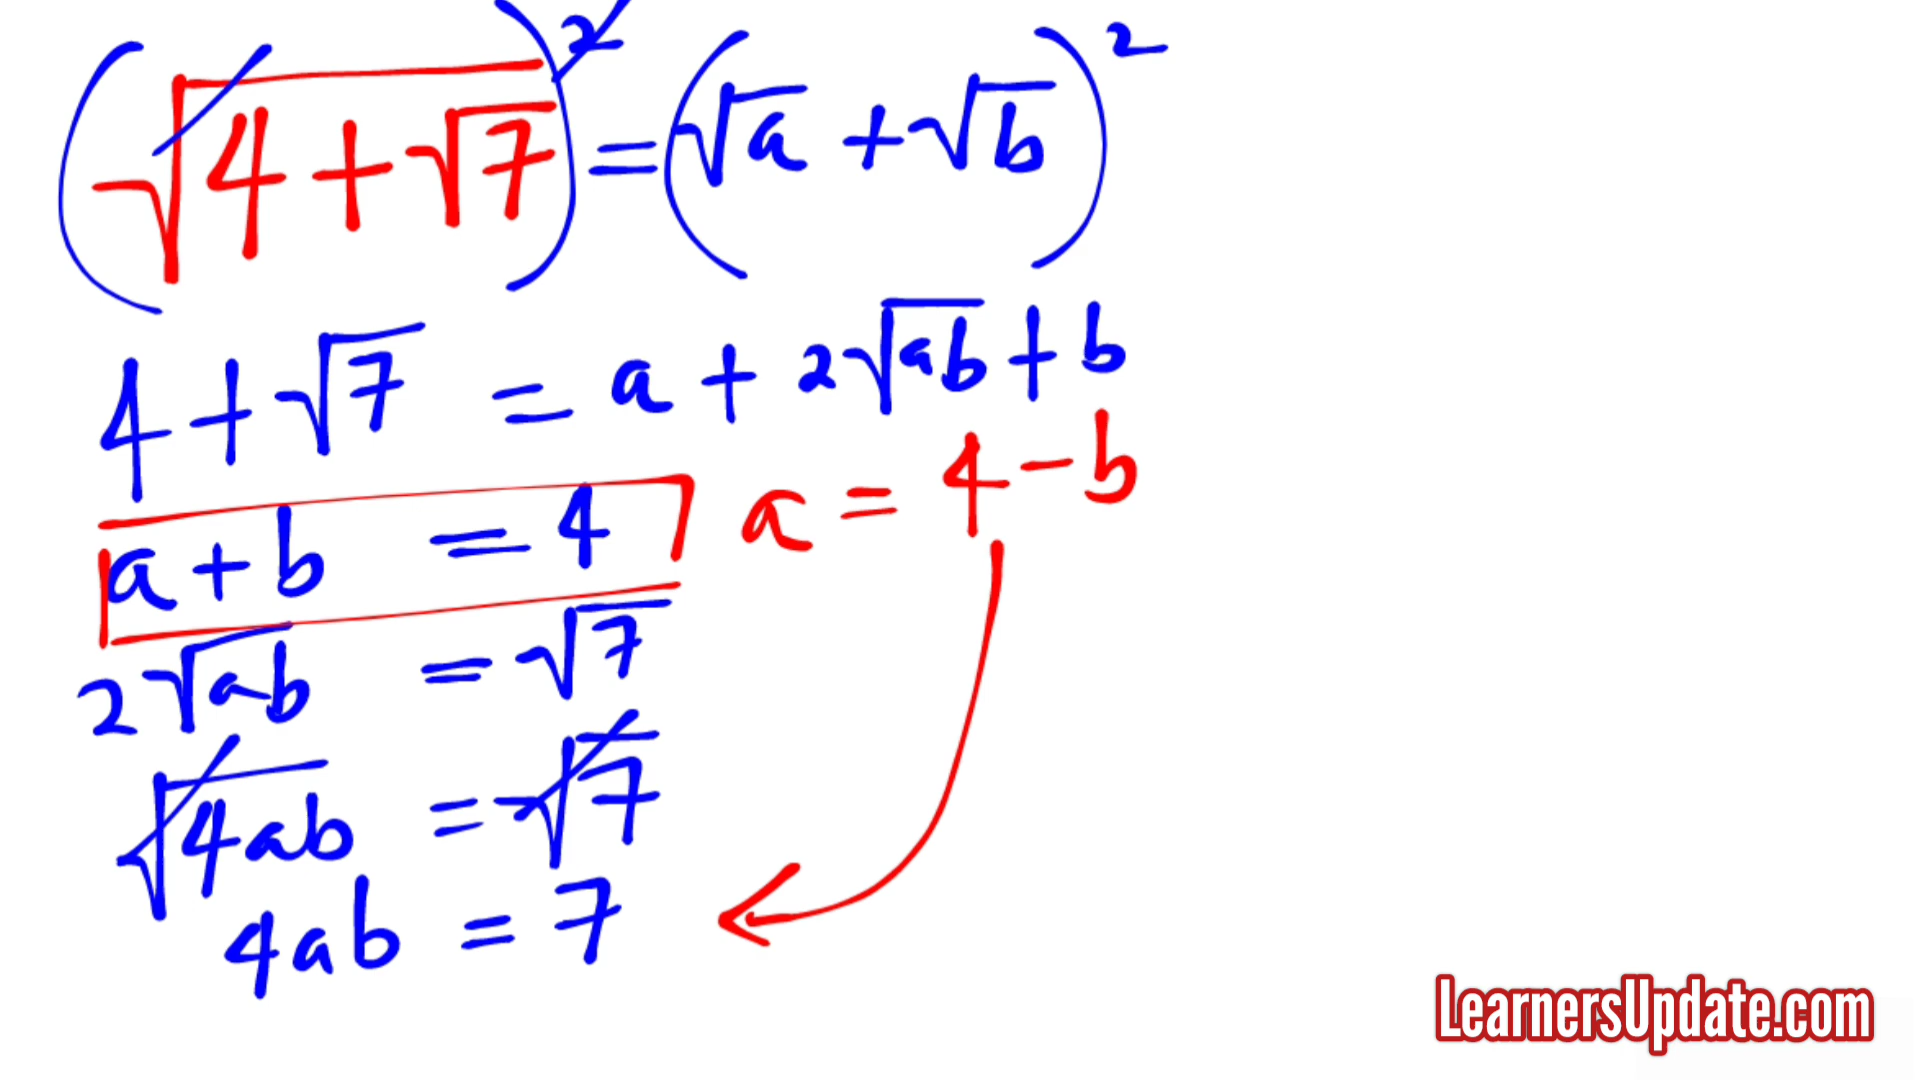 (√(4+√7))² = (√a + √b)²
4+√7 = a + 2√ab + b
a+b = 4 a = 4-b
2√ab = √7
√4ab = √7
4ab = 7
LearnersUpdate.com